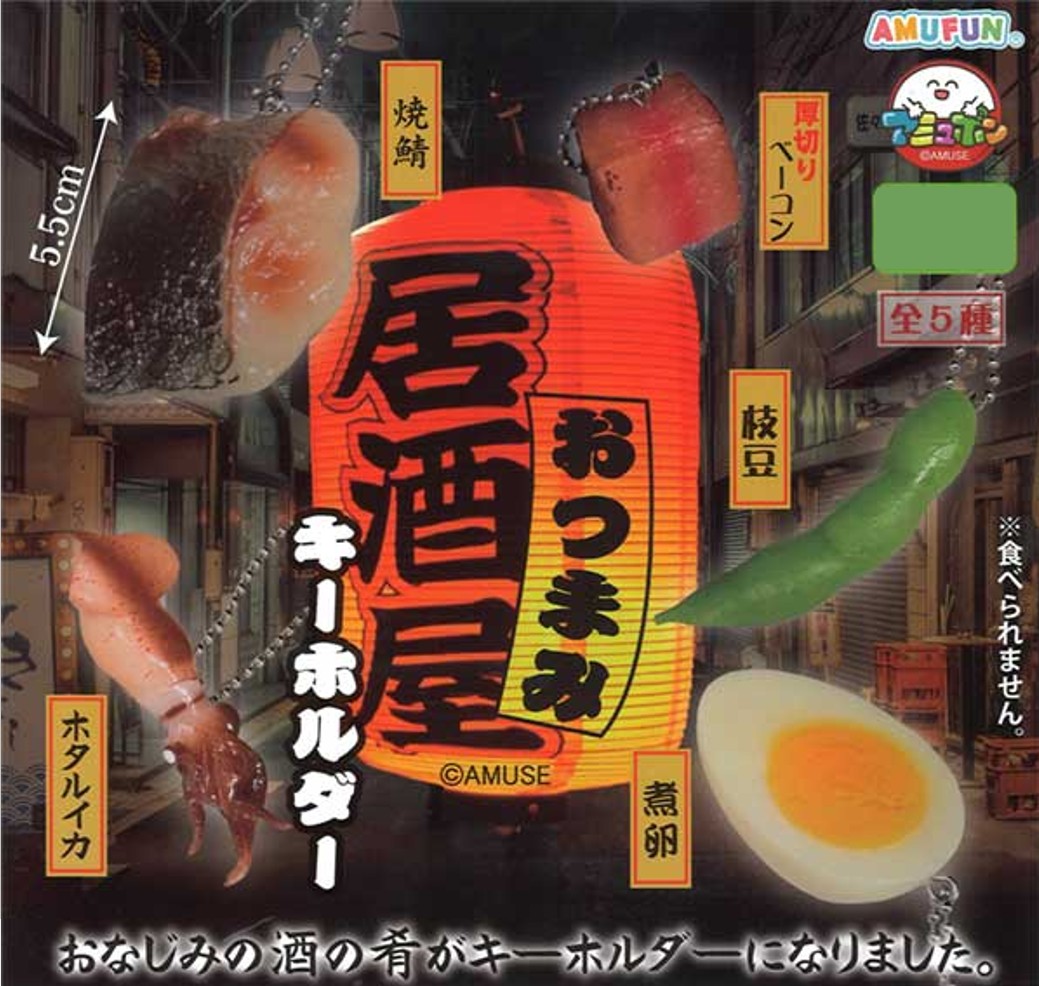 AMUFUN
アミュボン
©AMUSE
全5種
5.5cm
焼鯖
厚切り
ベーコン
居酒屋
おつまみ
キーホルダー
枝豆
※食べられません。
ホタルイカ
煮卵
©AMUSE
おなじみの酒の肴がキーホルダーになりました。